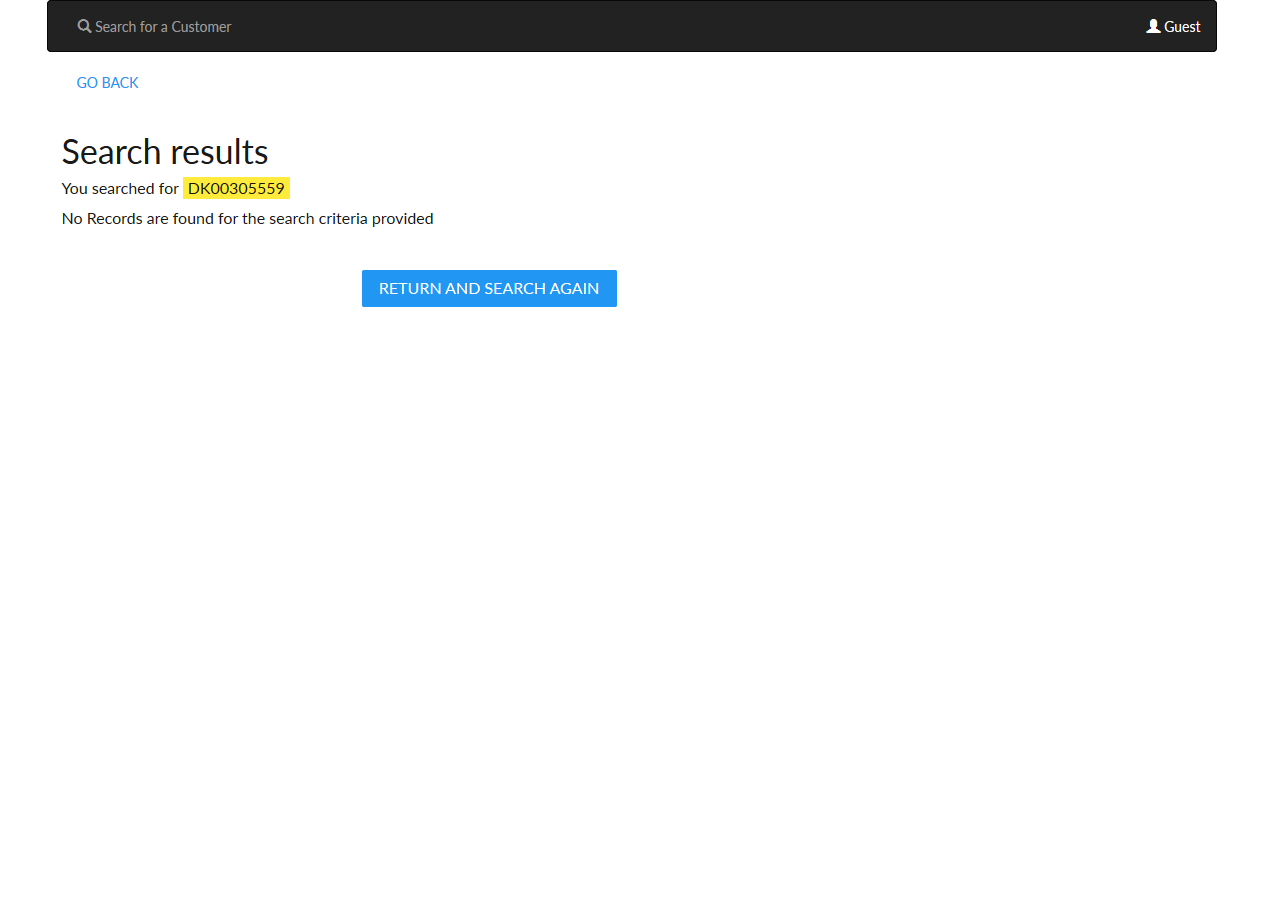 Search for a Customer
Guest
GO BACK
Search results
You searched for DK00305559
No Records are found for the search criteria provided
RETURN AND SEARCH AGAIN